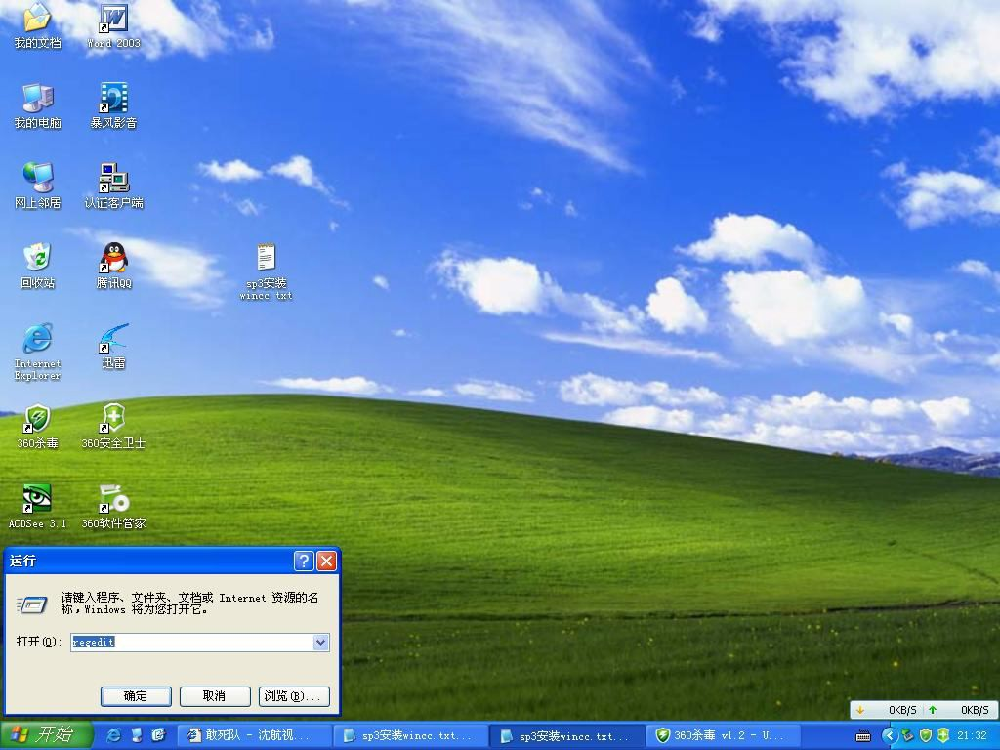 我的文档
Word 2003
我的电脑
暴风影音
网上邻居
认证客户端
回收站
腾讯QQ
sp3安装
wincc.txt
Internet
Explorer
迅雷
360杀毒
360安全卫士
ACDSee 3.1
360软件管家
运行
请键入程序、文件夹、文档或 Internet 资源的名
称,Windows 将为您打开它。
打开(O):
regedit
确定
取消
浏览(B)...
0KB/S
0KB/S
开始
敢死队 - 沈航视...
sp3安装wincc.txt...
sp3安装wincc.txt...
360杀毒 v1.2 - U...
21:32